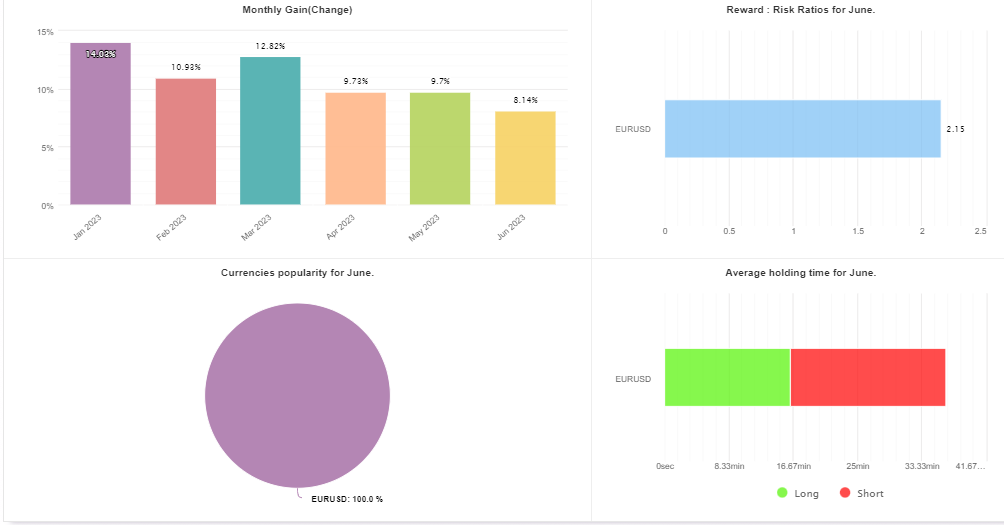 Monthly Gain(Change)
15%
10%
5%
0%
14.03%
10.93%
12.82%
9.73%
9.7%
8.14%
Jan 2023
Feb 2023
Mar 2023
Apr 2023
May 2023
Jun 2023
Reward : Risk Ratios for June.
EURUSD
2.15
0
0.5
1
1.5
2
2.5
Currencies popularity for June.
EURUSD: 100.0 %
Average holding time for June.
EURUSD
0sec
8.33min
16.67min
25min
33.33min
41.67...
Long
Short